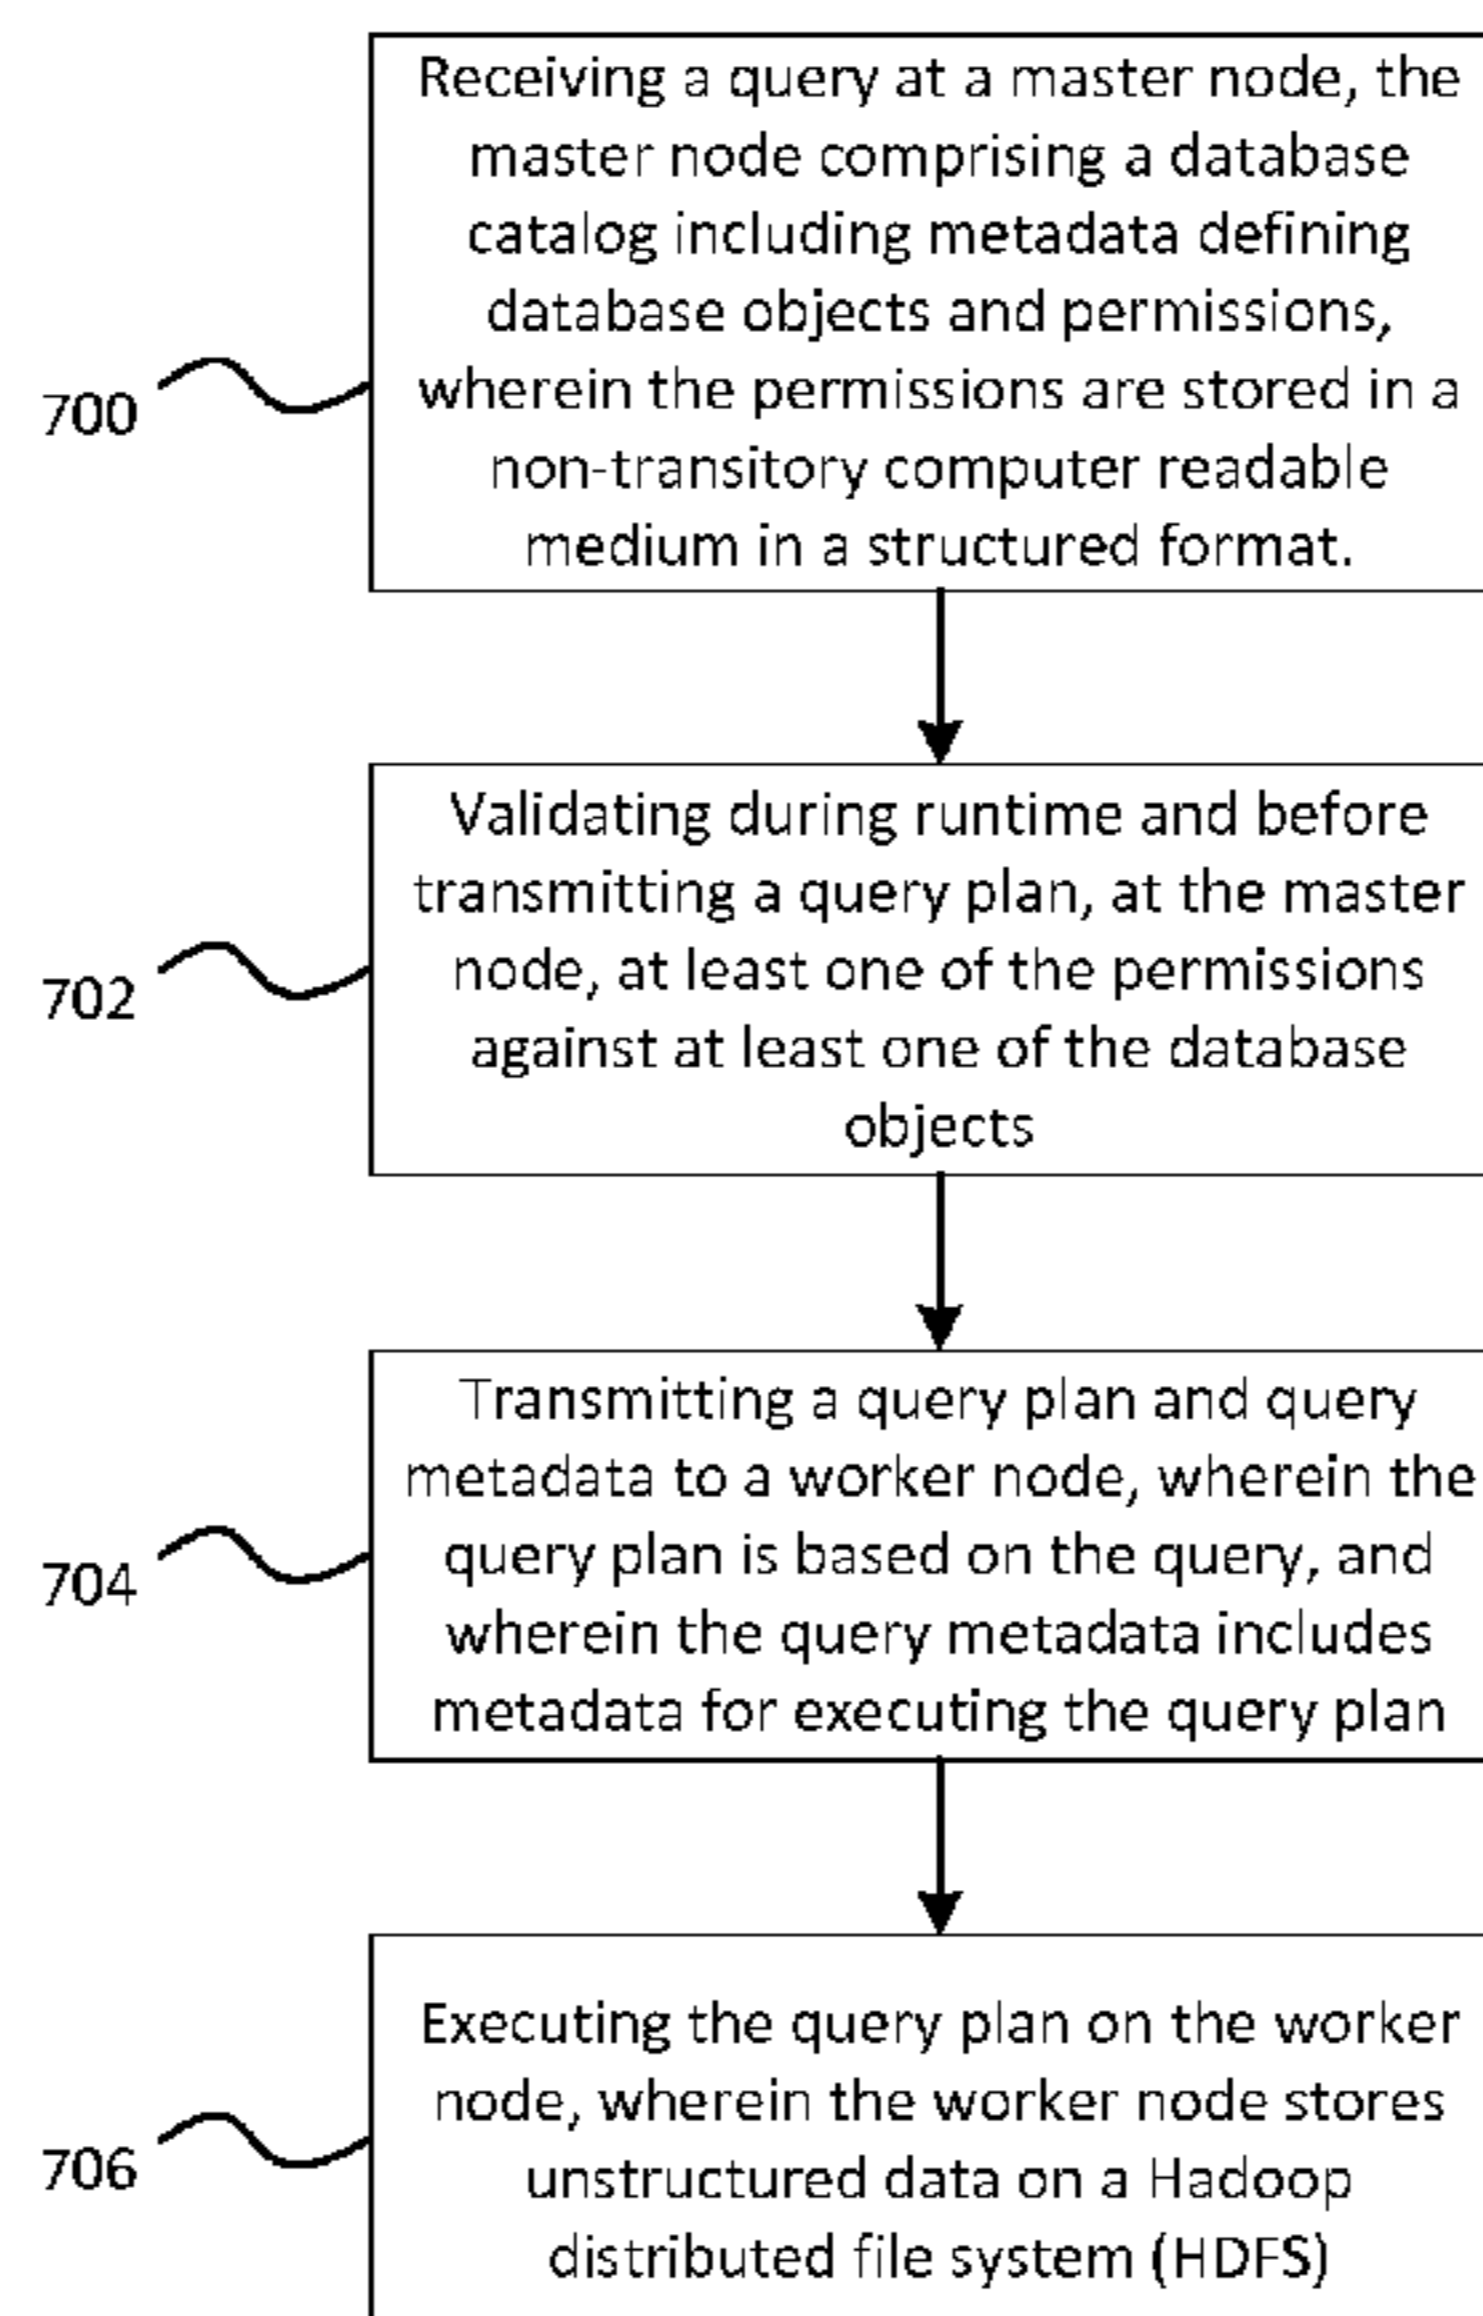 Receiving a query at a master node, the
master node comprising a database
catalog including metadata defining
database objects and permissions,
wherein the permissions are stored in a
non-transitory computer readable
medium in a structured format.
700
Validating during runtime and before
transmitting a query plan, at the master
node, at least one of the permissions
against at least one of the database
objects
702
Transmitting a query plan and query
metadata to a worker node, wherein the
query plan is based on the query, and
wherein the query metadata includes
metadata for executing the query plan
704
Executing the query plan on the worker
node, wherein the worker node stores
unstructured data on a Hadoop
distributed file system (HDFS)
706